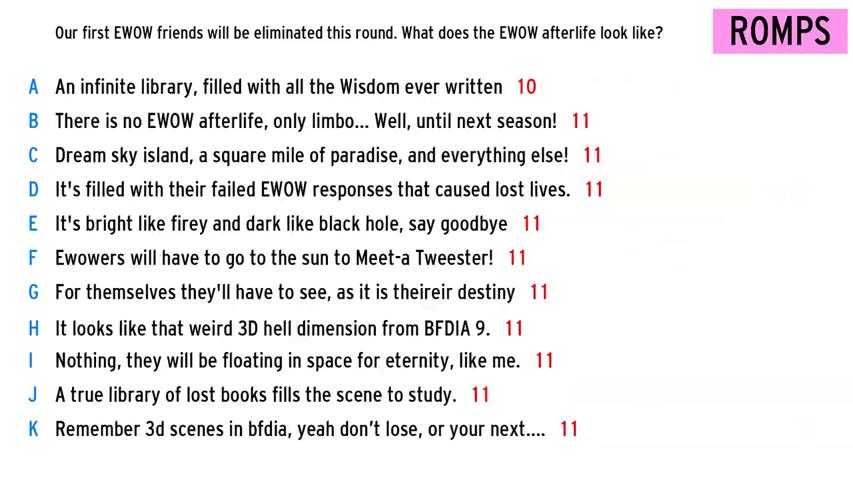 Our first EWOW friends will be eliminated this round. What does the EWOW afterlife look like?
ROMPS
A An infinite library, filled with all the Wisdom ever written 10
B There is no EWOW afterlife, only limbo... Well, until next season! 11
C Dream sky island, a square mile of paradise, and everything else! 11
D It's filled with their failed EWOW responses that caused lost lives. 11
E It's bright like firey and dark like black hole, say goodbye 11
F Ewowers will have to go to the sun to Meet-a Tweester! 11
G For themselves they'll have to see, as it is theireir destiny 11
H It looks like that weird 3D hell dimension from BFDIA 9. 11
I Nothing, they will be floating in space for eternity, like me. 11
J A true library of lost books fills the scene to study. 11
K Remember 3d scenes in bfdia, yeah don’t lose, or your next.... 11